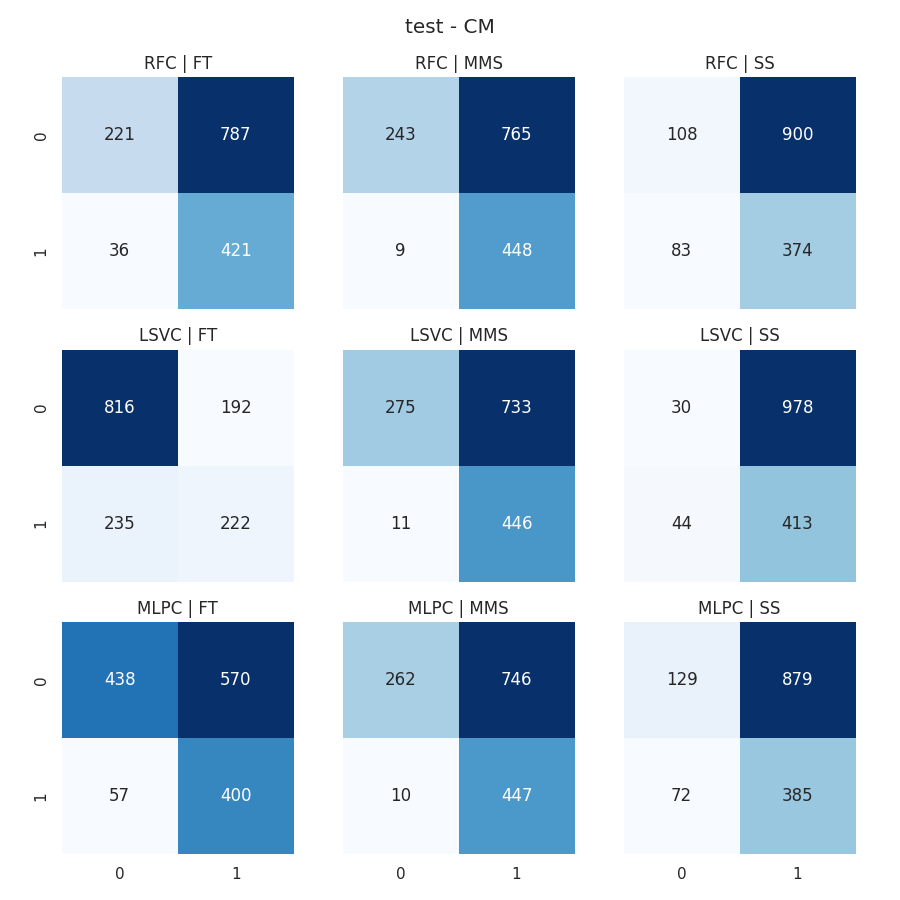 test - CM
RFC | FT RFC | MMS RFC | SS
0 221 787 243 765 108 900
1 36 421 9 448 83 374
LSVC | FT LSVC | MMS LSVC | SS
0 816 192 275 733 30 978
1 235 222 11 446 44 413
MLPC | FT MLPC | MMS MLPC | SS
0 438 570 262 746 129 879
1 57 400 10 447 72 385
0 1 0 1 0 1